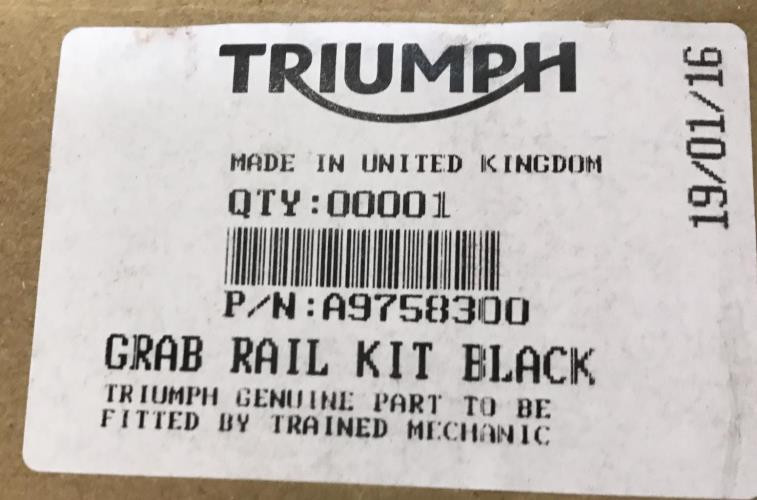 TRIUMPH
MADE IN UNITED KINGDOM
QTY:00001
P/N:A9758300
GRAB RAIL KIT BLACK
TRIUMPH GENUINE PART TO BE
FITTED BY TRAINED MECHANIC
19/01/16